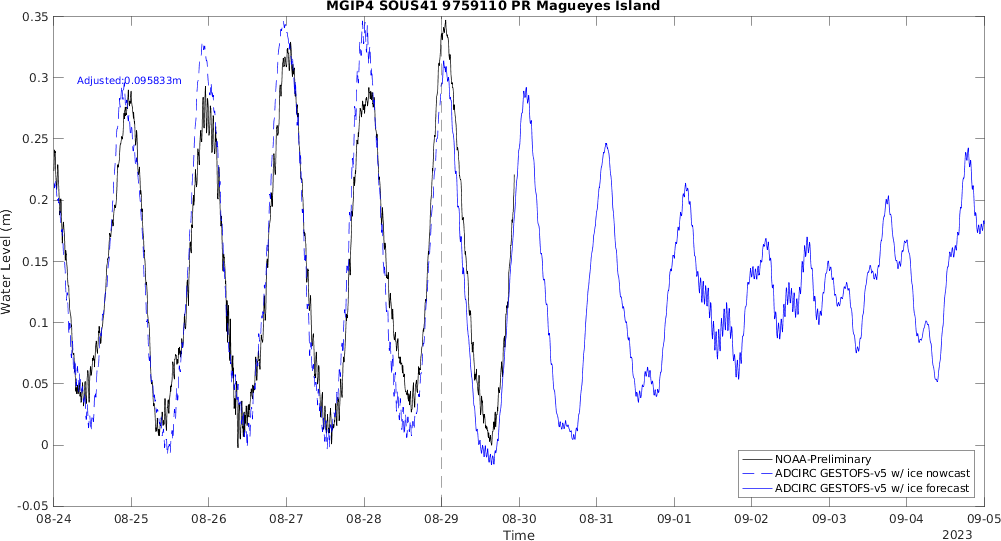 MGIP4 SOUS41 9759110 PR Magueyes Island
0.35
0.3
0.25
0.2
0.15
0.1
0.05
0
-0.05
Water Level (m)
Adjusted:0.095833m
NOAA-Preliminary
ADCIRC GESTOFS-v5 w/ ice nowcast
ADCIRC GESTOFS-v5 w/ ice forecast
08-24 08-25 08-26 08-27 08-28 08-29 08-30 08-31 09-01 09-02 09-03 09-04 09-05
Time
2023